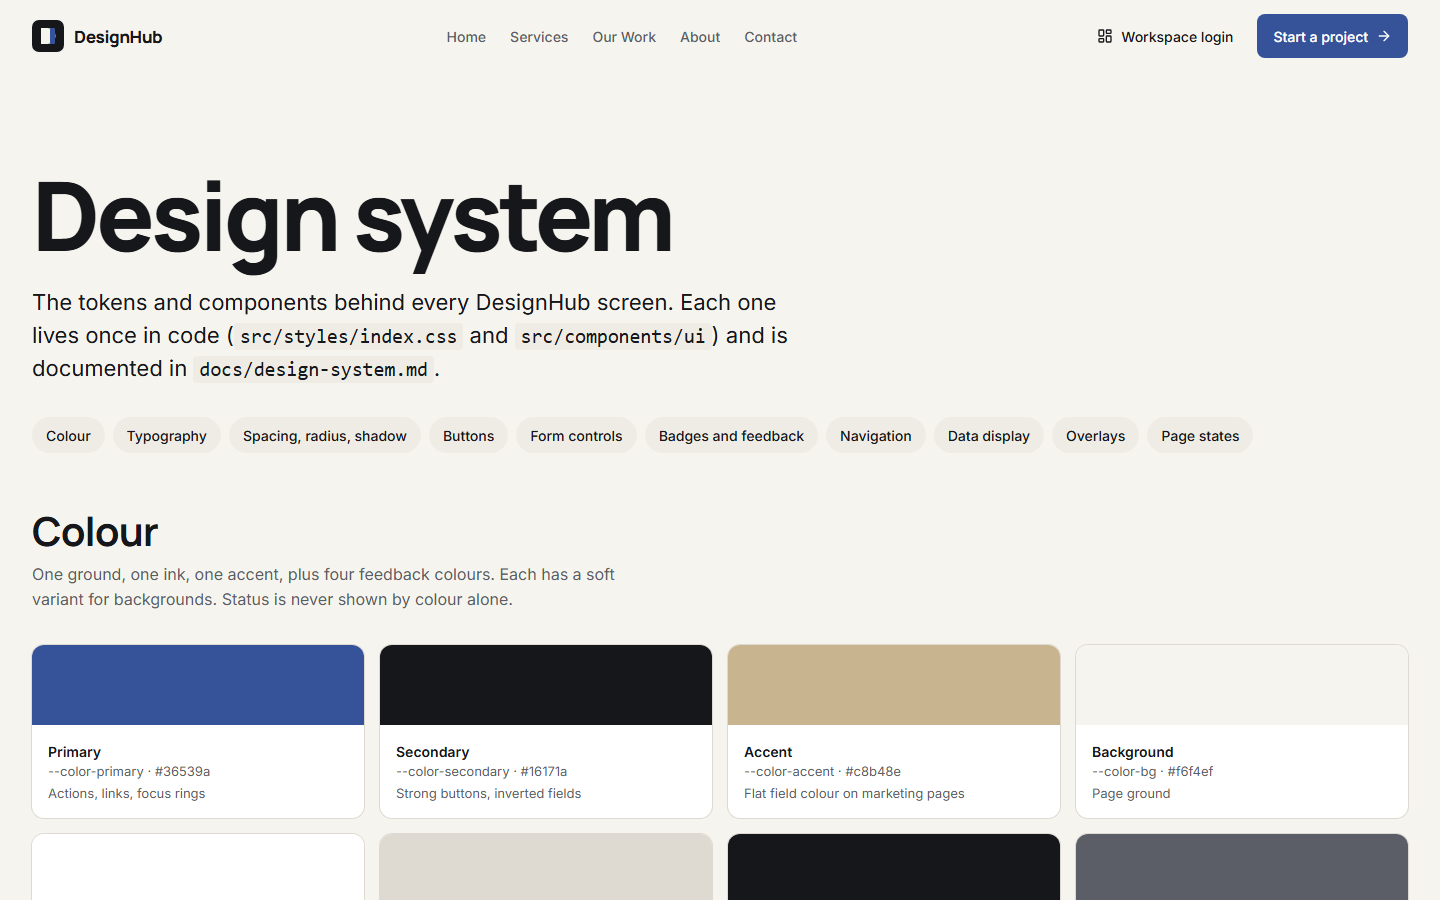 DesignHub
Home
Services
Our Work
About
Contact
Workspace login
Start a project
Design system
The tokens and components behind every DesignHub screen. Each one
lives once in code ( src/styles/index.css and src/components/ui ) and is
documented in docs/design-system.md .
Colour
Typography
Spacing, radius, shadow
Buttons
Form controls
Badges and feedback
Navigation
Data display
Overlays
Page states
Colour
One ground, one ink, one accent, plus four feedback colours. Each has a soft
variant for backgrounds. Status is never shown by colour alone.
Primary
--color-primary · #36539a
Actions, links, focus rings
Secondary
--color-secondary · #16171a
Strong buttons, inverted fields
Accent
--color-accent · #c8b48e
Flat field colour on marketing pages
Background
--color-bg · #f6f4ef
Page ground